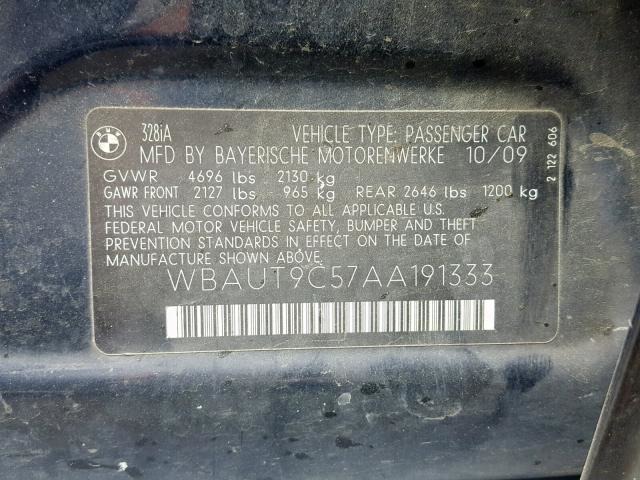 BMW
328iA VEHICLE TYPE: PASSENGER CAR
MFD BY BAYERISCHE MOTORENWERKE 10/09
GVWR 4696 lbs 2130 kg
GAWR FRONT 2127 lbs 965 kg REAR 2646 lbs 1200 kg
THIS VEHICLE CONFORMS TO ALL APPLICABLE U.S.
FEDERAL MOTOR VEHICLE SAFETY, BUMPER AND THEFT
PREVENTION STANDARDS IN EFFECT ON THE DATE OF
MANUFACTURE SHOWN ABOVE.
WBAUT9C57AA191333
2 122 606